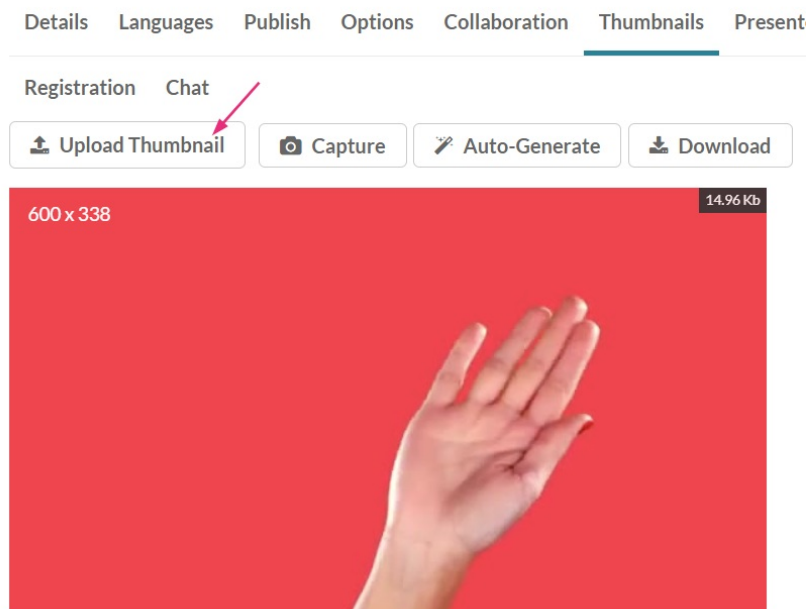 Details Languages Publish Options Collaboration Thumbnails
Registration Chat
Upload Thumbnail Capture Auto-Generate Download
600 x 338 14.96 Kb